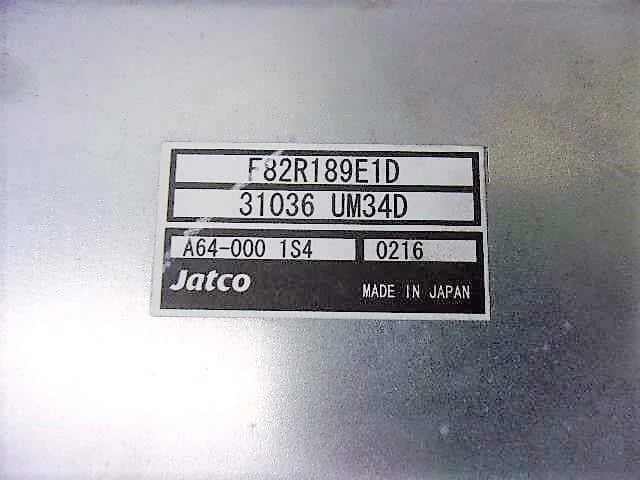 F82R189E1D
31036 UM34D
A64-000 1S4 0216
Jatco
MADE IN JAPAN